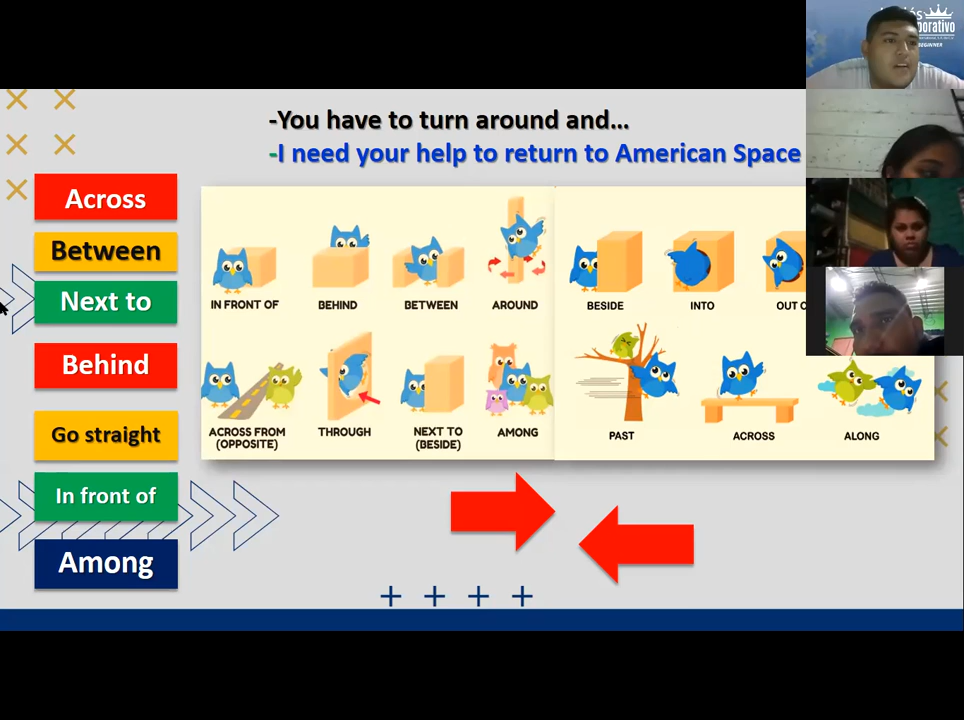 -You have to turn around and...
-I need your help to return to American Space
Across
Between
Next to
Behind
Go straight
In front of
Among
IN FRONT OF
BEHIND
BETWEEN
AROUND
BESIDE
INTO
OUT O
ACROSS FROM
(OPPOSITE)
THROUGH
NEXT TO
(BESIDE)
AMONG
PAST
ACROSS
ALONG
BEGINNER